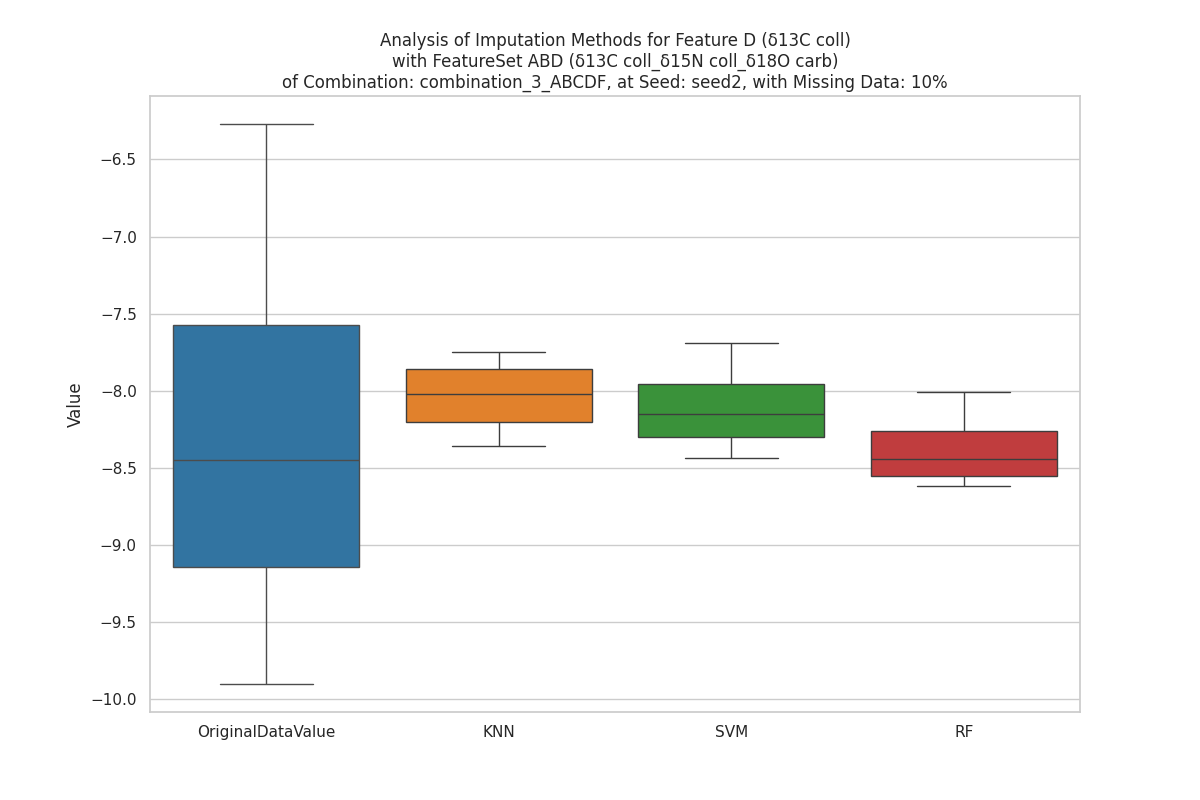 Analysis of Imputation Methods for Feature D (δ13C coll)
with FeatureSet ABD (δ13C coll_δ15N coll_δ18O carb)
of Combination: combination_3_ABCDF, at Seed: seed2, with Missing Data: 10%
Value
−6.5
−7.0
−7.5
−8.0
−8.5
−9.0
−9.5
−10.0
OriginalDataValue
KNN
SVM
RF